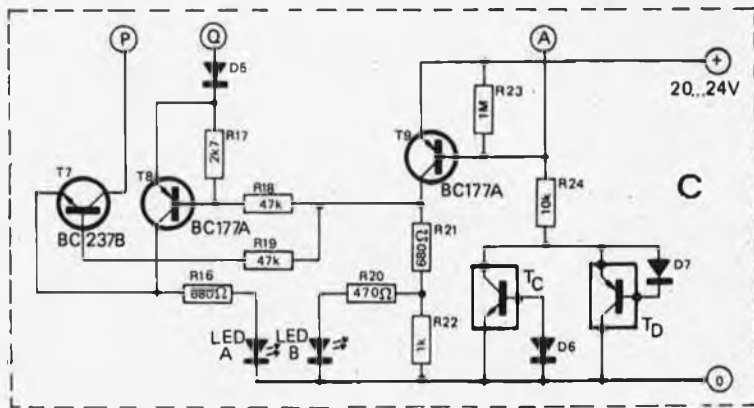 P
Q
A
+
D5
R23
1M
20...24V
R17
2k7
T9
T7
T8
R18
47k
BC177A
R24
10k
C
BC237B
BC177A
R19
47k
R21
680Ω
R16
680Ω
R20
470Ω
TC
D7
LED
A
LED
B
R22
1k
D6
TD
0